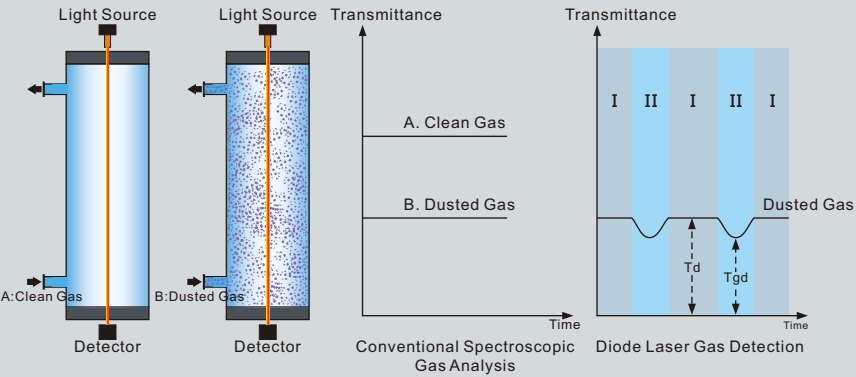 Light Source
Light Source
Transmittance
Transmittance
I
II
I
II
I
A. Clean Gas
B. Dusted Gas
Dusted Gas
Td
Tgd
A:Clean Gas
B:Dusted Gas
Time
Time
Detector
Detector
Conventional Spectroscopic
Gas Analysis
Diode Laser Gas Detection